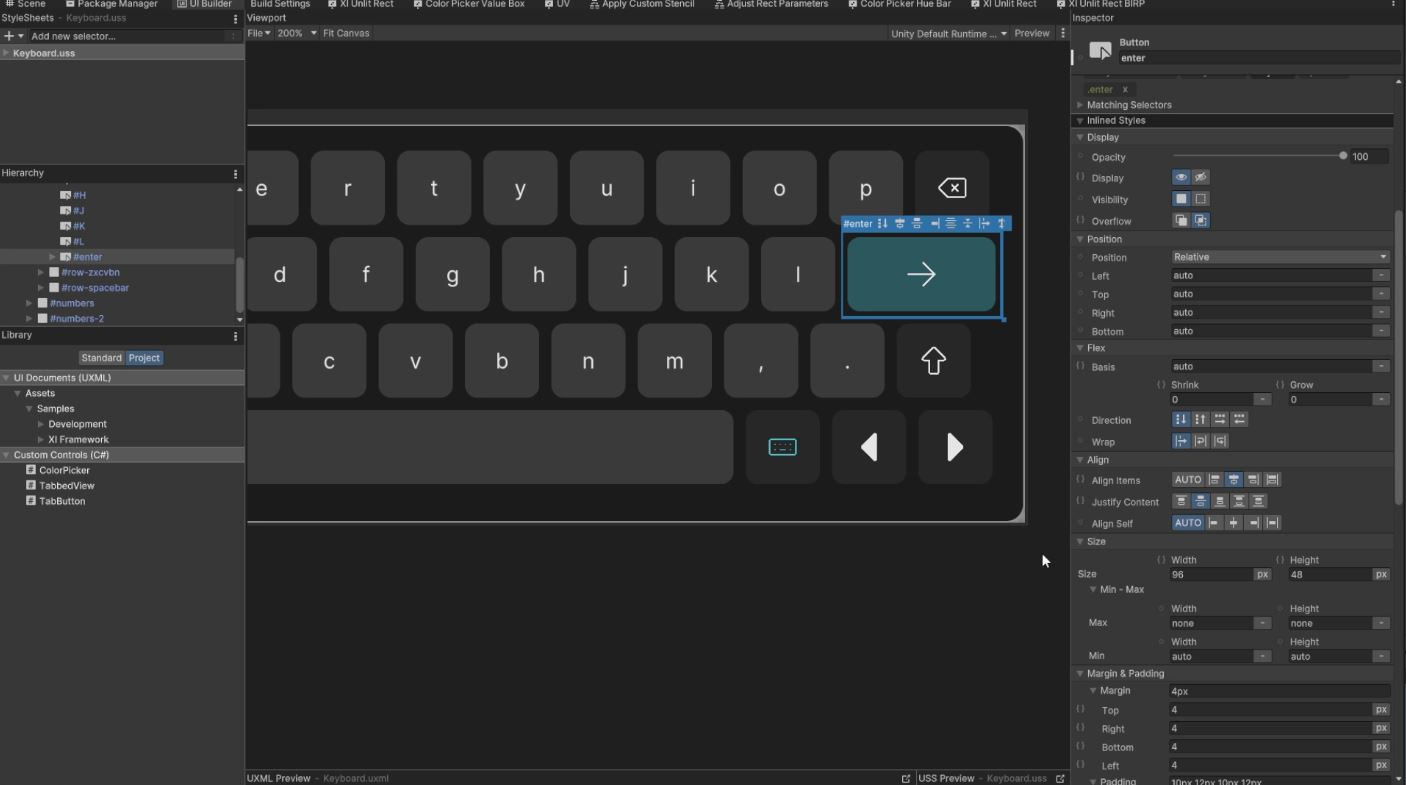 Scene Package Manager UI Builder Build Settings XI Unlit Rect Color Picker Value Box UV Apply Custom Stencil Adjust Rect Parameters Color Picker Hue Bar XI Unlit Rect XI Unlit Rect BIRP
StyleSheets - Keyboard.uss
Add new selector...
Keyboard.uss
Hierarchy
#H
#J
#K
#L
#enter
#row-zxcvbn
#row-spacebar
#numbers
#numbers-2
Library
Standard Project
UI Documents (UXML)
Assets
Samples
Development
XI Framework
Custom Controls (C#)
ColorPicker
TabbedView
TabButton
Viewport
File 200% Fit Canvas Unity Default Runtime ... Preview
e r t y u i o p
#enter
d f g h j k l
c v b n m , .
UXML Preview - Keyboard.uxml USS Preview - Keyboard.uss
Inspector
Button
enter
.enter x
Matching Selectors
Inlined Styles
Display
Opacity 100
Display
Visibility
Overflow
Position
Position Relative
Left auto
Top auto
Right auto
Bottom auto
Flex
Basis auto
Shrink Grow
0 0
Direction
Wrap
Align
Align Items AUTO
Justify Content
Align Self AUTO
Size
Width Height
Size 96 px 48 px
Min - Max
Width Height
Max none none
Width Height
Min auto auto
Margin & Padding
Margin 4px
Top 4 px
Right 4 px
Bottom 4 px
Left 4 px
Padding 10px 12px 10px 12px